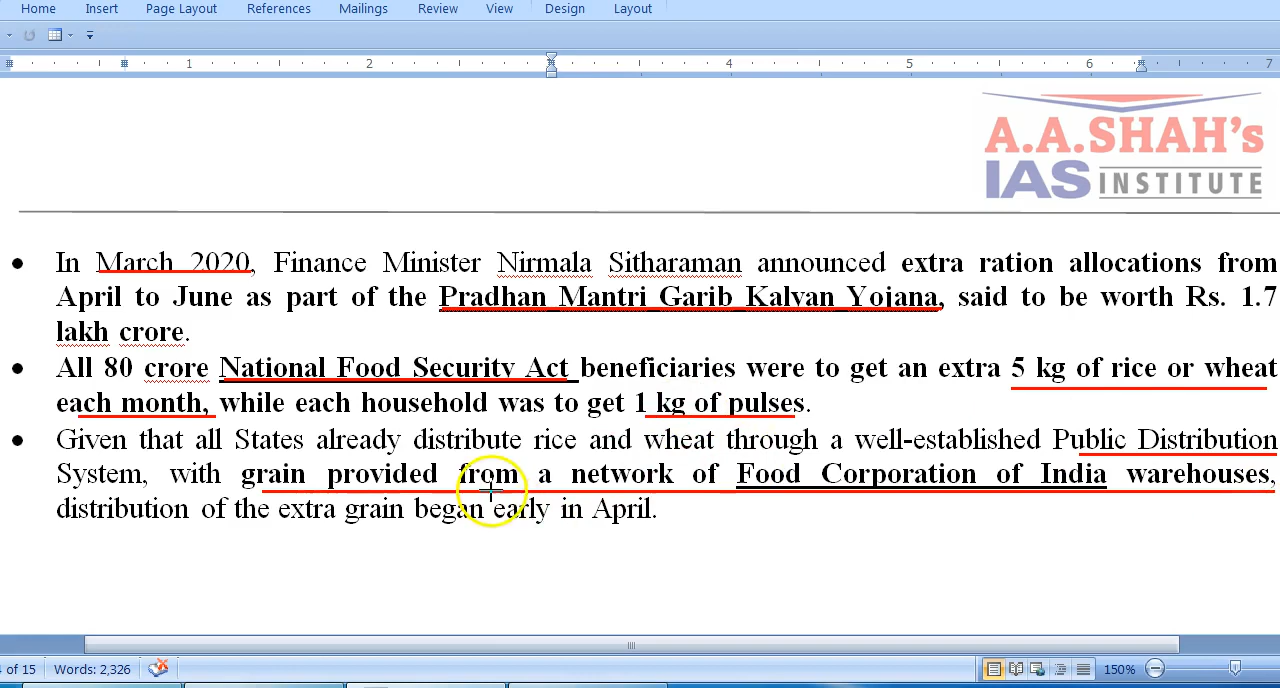 Home Insert Page Layout References Mailings Review View Design Layout
1 2 4 5 6 7
A.A.SHAH's
IAS INSTITUTE
• In March 2020, Finance Minister Nirmala Sitharaman announced extra ration allocations from
April to June as part of the Pradhan Mantri Garib Kalyan Yojana, said to be worth Rs. 1.7
lakh crore.
• All 80 crore National Food Security Act beneficiaries were to get an extra 5 kg of rice or wheat
each month, while each household was to get 1 kg of pulses.
• Given that all States already distribute rice and wheat through a well-established Public Distribution
System, with grain provided from a network of Food Corporation of India warehouses,
distribution of the extra grain began early in April.
of 15 Words: 2,326 150%